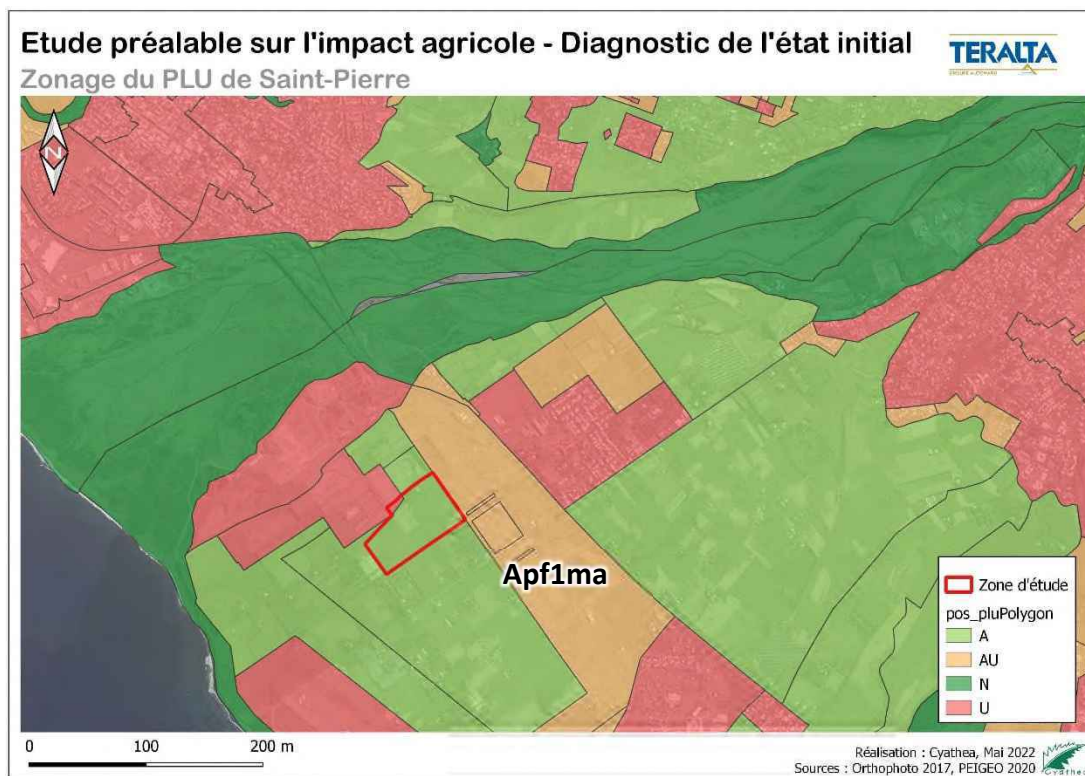 Etude préalable sur l'impact agricole - Diagnostic de l'état initial
Zonage du PLU de Saint-Pierre
TERALTA
N
Apf1ma
Zone d'étude
pos_pluPolygon
A
AU
N
U
0 100 200 m
Réalisation : Cyathea, Mai 2022
Sources : Orthophoto 2017, PEIGEO 2020
Cyathea